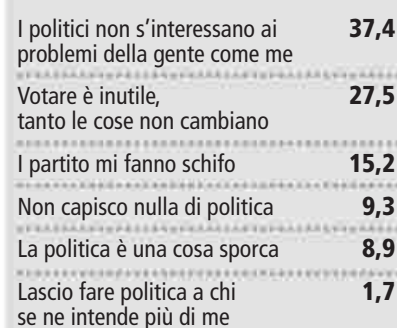 I politici non s'interessano ai 37,4
problemi della gente come me
Votare è inutile, 27,5
tanto le cose non cambiano
I partito mi fanno schifo 15,2
Non capisco nulla di politica 9,3
La politica è una cosa sporca 8,9
Lascio fare politica a chi 1,7
se ne intende più di me